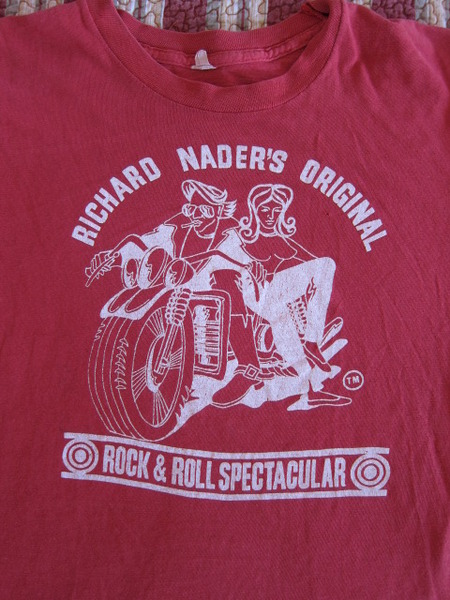 RICHARD NADER'S ORIGINAL
TM
ROCK & ROLL SPECTACULAR